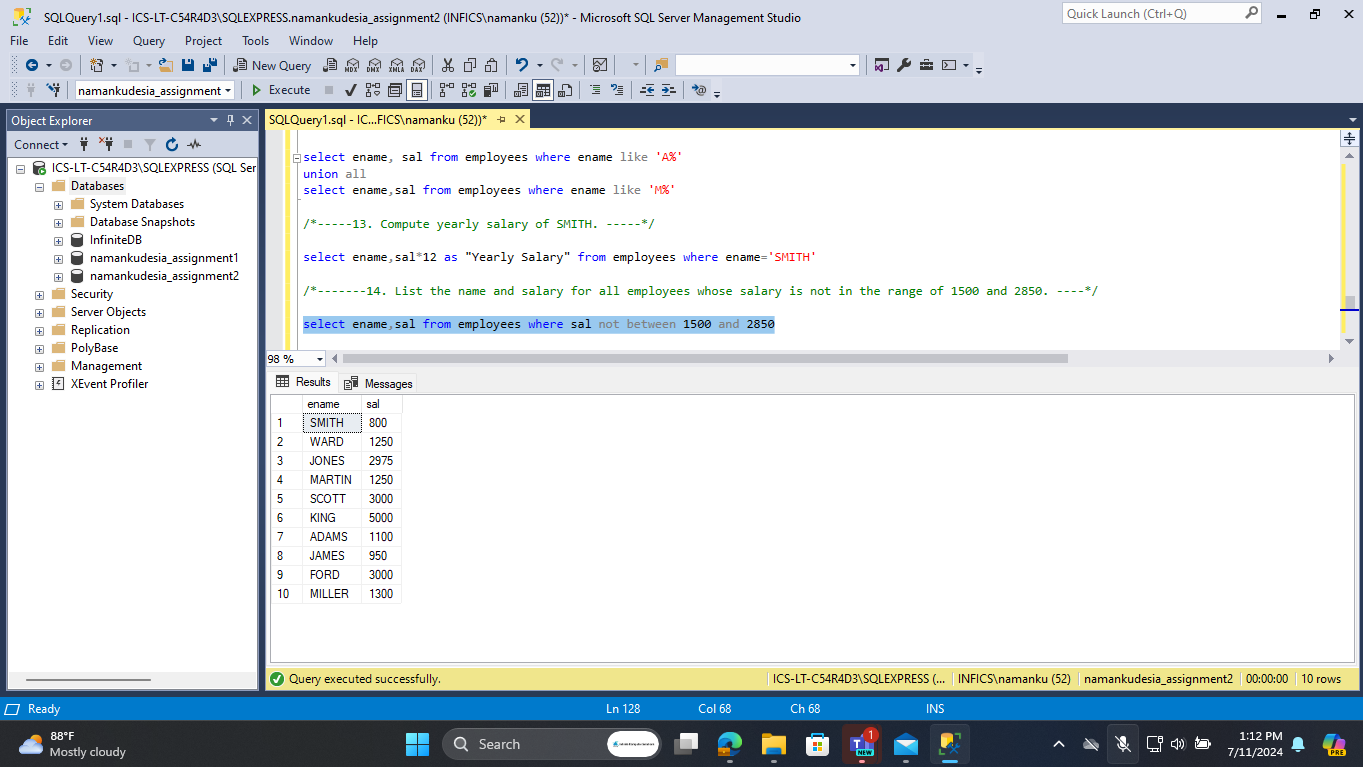 SQLQuery1.sql - ICS-LT-C54R4D3\SQLEXPRESS.namankudesia_assignment2 (INFICS\namanku (52))* - Microsoft SQL Server Management Studio
Quick Launch (Ctrl+Q)
File Edit View Query Project Tools Window Help
New Query MDX DMX XMLA DAX
namankudesia_assignment Execute
Object Explorer
Connect
ICS-LT-C54R4D3\SQLEXPRESS (SQL Ser
Databases
System Databases
Database Snapshots
InfiniteDB
namankudesia_assignment1
namankudesia_assignment2
Security
Server Objects
Replication
PolyBase
Management
XEvent Profiler
SQLQuery1.sql - IC...FICS\namanku (52))*
select ename, sal from employees where ename like 'A%'
union all
select ename,sal from employees where ename like 'M%'
/*-----13. Compute yearly salary of SMITH. -----*/
select ename,sal*12 as "Yearly Salary" from employees where ename='SMITH'
/*-------14. List the name and salary for all employees whose salary is not in the range of 1500 and 2850. ----*/
select ename,sal from employees where sal not between 1500 and 2850
98 %
Results Messages
ename sal
1 SMITH 800
2 WARD 1250
3 JONES 2975
4 MARTIN 1250
5 SCOTT 3000
6 KING 5000
7 ADAMS 1100
8 JAMES 950
9 FORD 3000
10 MILLER 1300
Query executed successfully. ICS-LT-C54R4D3\SQLEXPRESS (... INFICS\namanku (52) namankudesia_assignment2 00:00:00 10 rows
Ready Ln 128 Col 68 Ch 68 INS
88°F
Mostly cloudy
Search
1
NEW
1:12 PM
7/11/2024
PRE